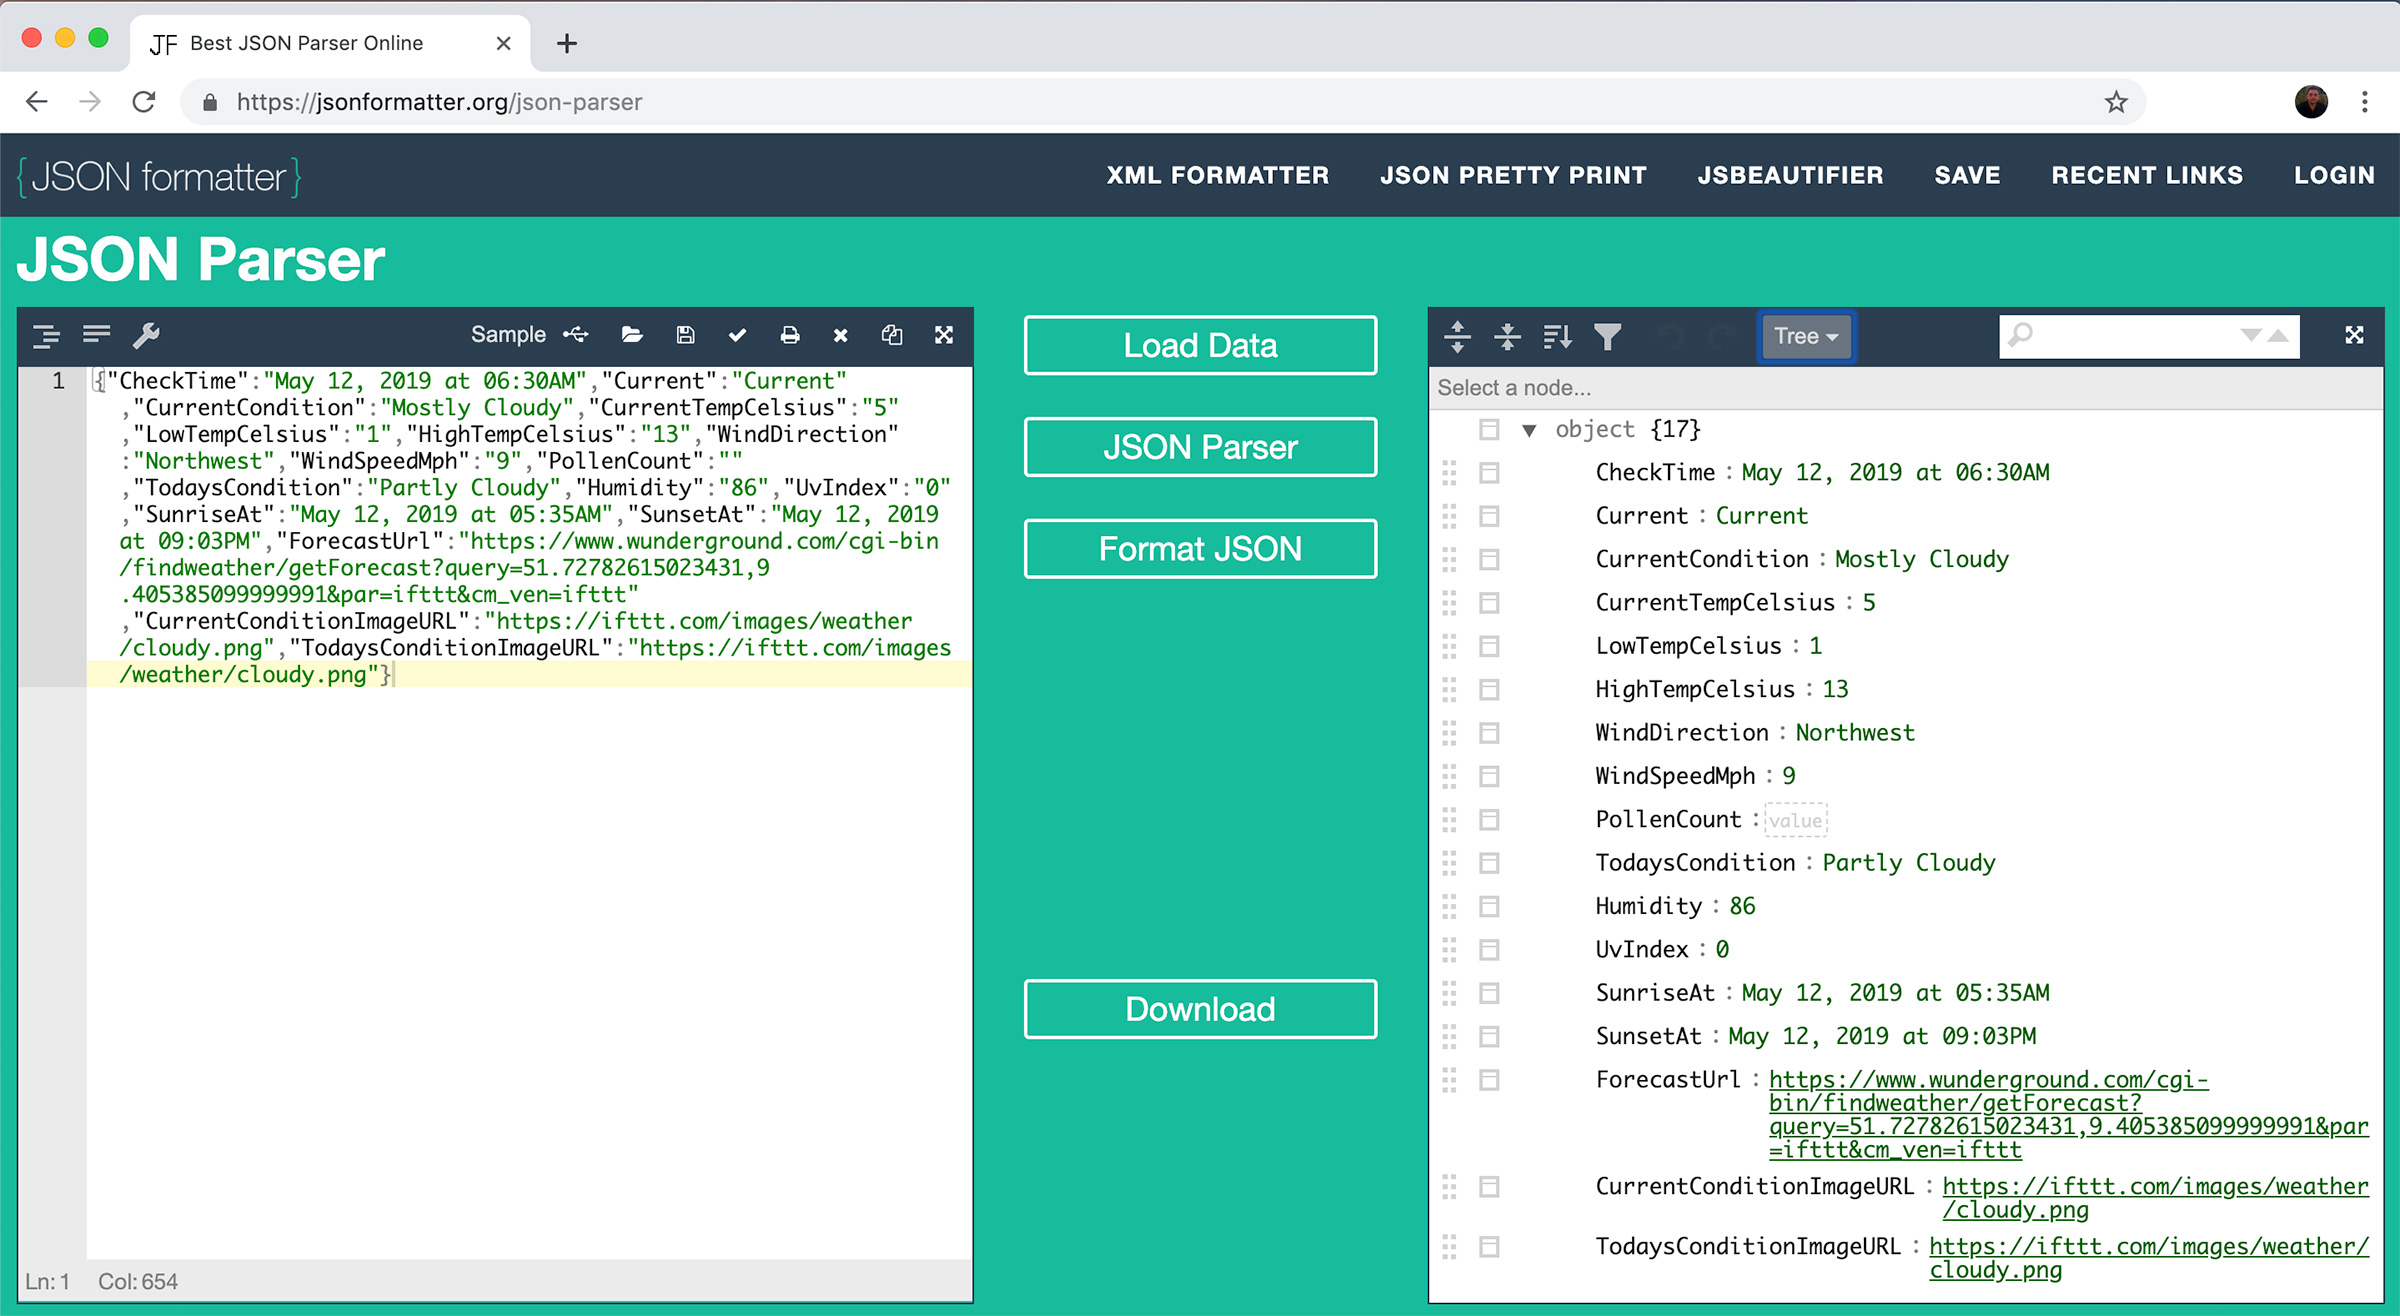 JF Best JSON Parser Online
https://jsonformatter.org/json-parser
{JSON formatter}
XML FORMATTER JSON PRETTY PRINT JSBEAUTIFIER SAVE RECENT LINKS LOGIN
JSON Parser
Sample
1 {"CheckTime":"May 12, 2019 at 06:30AM","Current":"Current"
,"CurrentCondition":"Mostly Cloudy","CurrentTempCelsius":"5"
,"LowTempCelsius":"1","HighTempCelsius":"13","WindDirection"
:"Northwest","WindSpeedMph":"9","PollenCount":""
,"TodaysCondition":"Partly Cloudy","Humidity":"86","UvIndex":"0"
,"SunriseAt":"May 12, 2019 at 05:35AM","SunsetAt":"May 12, 2019
at 09:03PM","ForecastUrl":"https://www.wunderground.com/cgi-bin
/findweather/getForecast?query=51.72782615023431,9
.405385099999991&par=ifttt&cm_ven=ifttt"
,"CurrentConditionImageURL":"https://ifttt.com/images/weather
/cloudy.png","TodaysConditionImageURL":"https://ifttt.com/images
/weather/cloudy.png"}
Ln: 1 Col: 654
Load Data
JSON Parser
Format JSON
Download
Tree
Select a node...
object {17}
CheckTime : May 12, 2019 at 06:30AM
Current : Current
CurrentCondition : Mostly Cloudy
CurrentTempCelsius : 5
LowTempCelsius : 1
HighTempCelsius : 13
WindDirection : Northwest
WindSpeedMph : 9
PollenCount : value
TodaysCondition : Partly Cloudy
Humidity : 86
UvIndex : 0
SunriseAt : May 12, 2019 at 05:35AM
SunsetAt : May 12, 2019 at 09:03PM
ForecastUrl : https://www.wunderground.com/cgi-
bin/findweather/getForecast?
query=51.72782615023431,9.405385099999991&par
=ifttt&cm_ven=ifttt
CurrentConditionImageURL : https://ifttt.com/images/weather
/cloudy.png
TodaysConditionImageURL : https://ifttt.com/images/weather/
cloudy.png